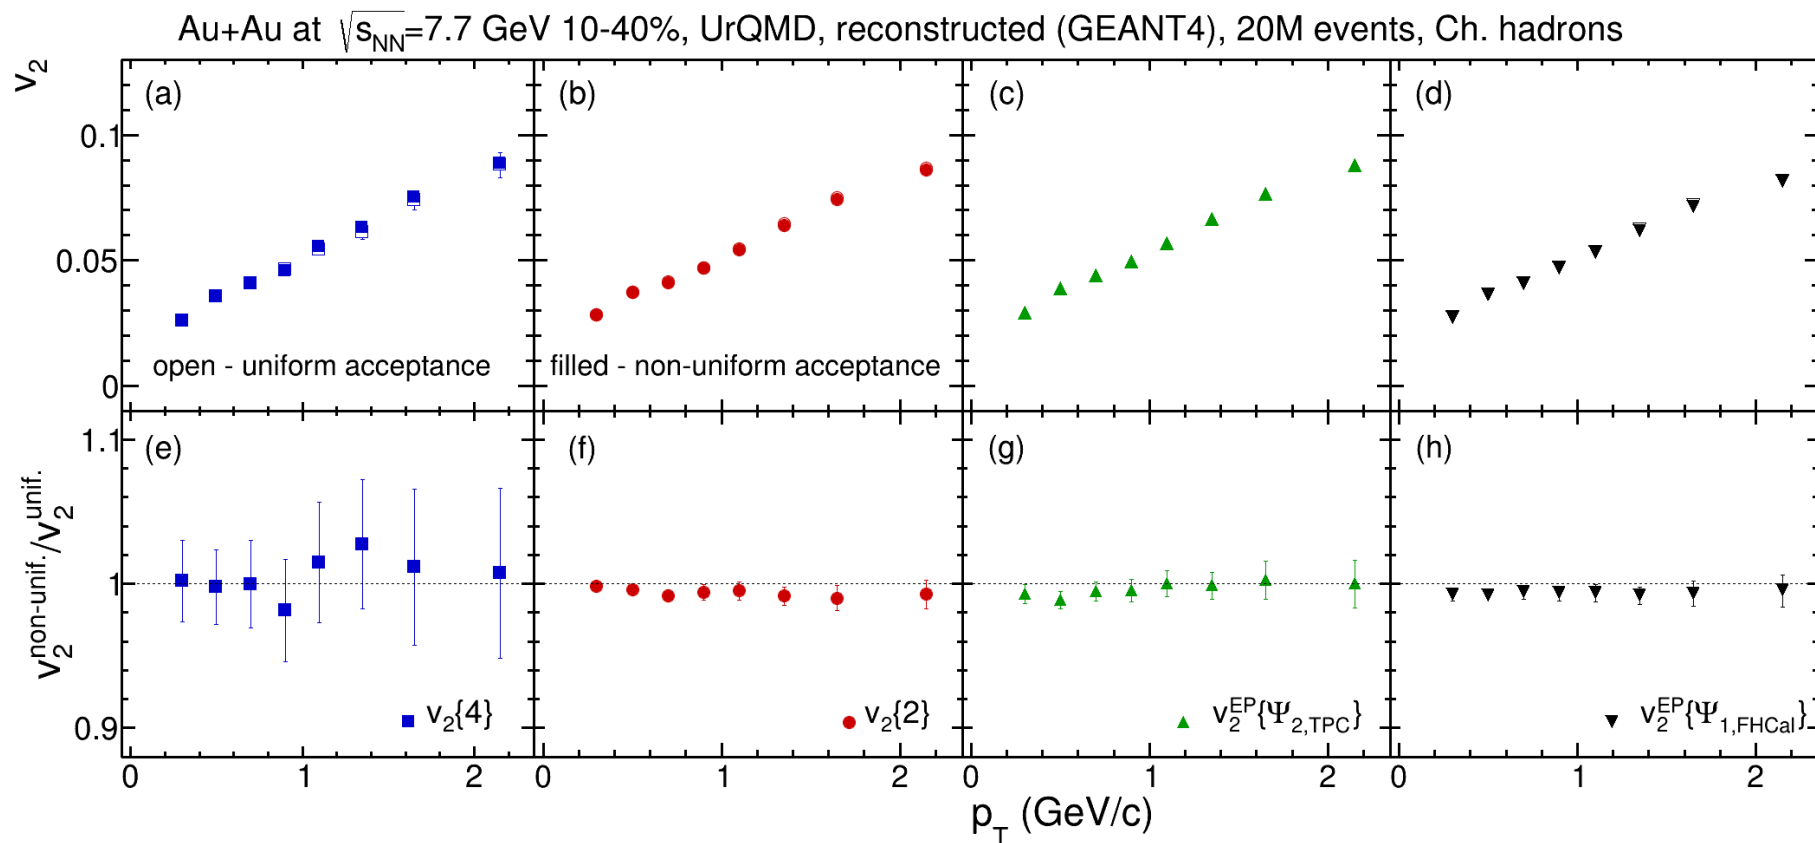 Au+Au at √sNN=7.7 GeV 10-40%, UrQMD, reconstructed (GEANT4), 20M events, Ch. hadrons
v2
(a) (b) (c) (d)
0.1
0.05
open - uniform acceptance filled - non-uniform acceptance
0
1.1
(e) (f) (g) (h)
v2non-unif./v2unif.
1
v2{4} v2{2} v2EP{Ψ2,TPC} v2EP{Ψ1,FHCal}
0.9
0 1 2 0 1 2 0 1 2 0 1 2
pT (GeV/c)